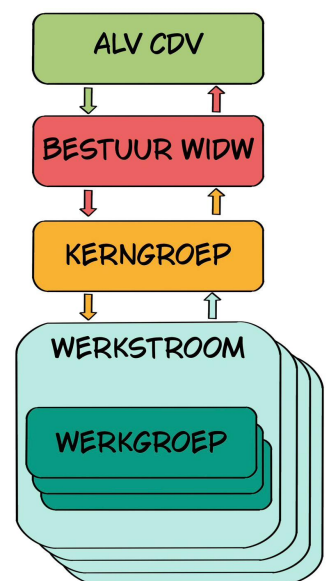 ALV CDV
BESTUUR WIDW
KERNGROEP
WERKSTROOM
WERKGROEP